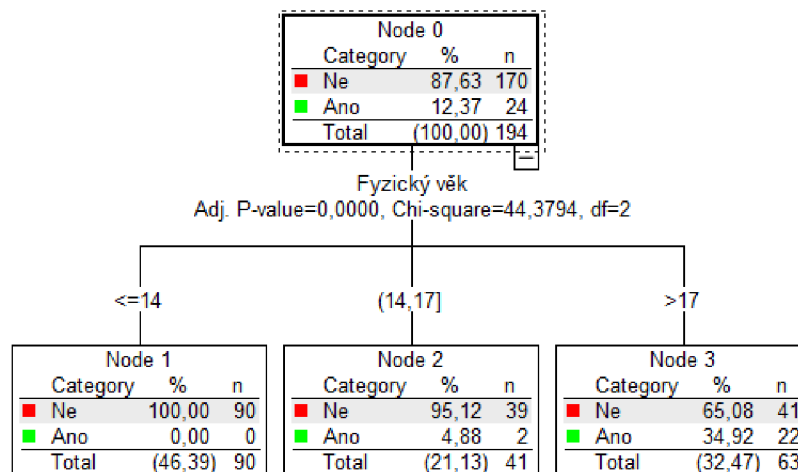 Node 0
Category % n
Ne 87,63 170
Ano 12,37 24
Total (100,00) 194
Fyzický věk
Adj. P-value=0,0000, Chi-square=44,3794, df=2
<=14 (14,17] >17
Node 1 Node 2 Node 3
Category % n Category % n Category % n
Ne 100,00 90 Ne 95,12 39 Ne 65,08 41
Ano 0,00 0 Ano 4,88 2 Ano 34,92 22
Total (46,39) 90 Total (21,13) 41 Total (32,47) 63